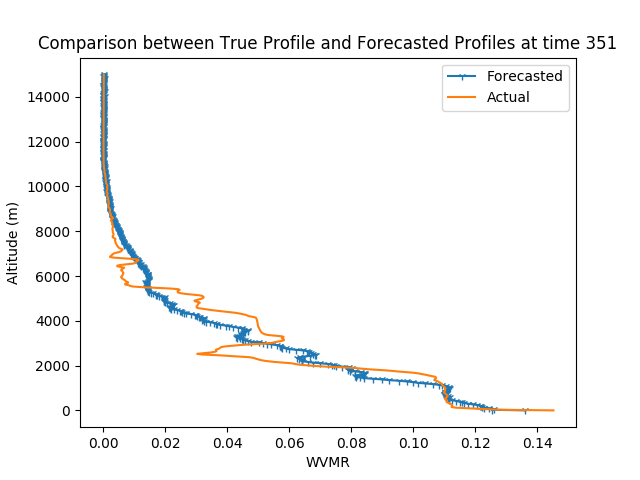 Comparison between True Profile and Forecasted Profiles at time 351
Forecasted
Actual
14000
12000
10000
8000
6000
4000
2000
0
Altitude (m)
0.00 0.02 0.04 0.06 0.08 0.10 0.12 0.14
WVMR